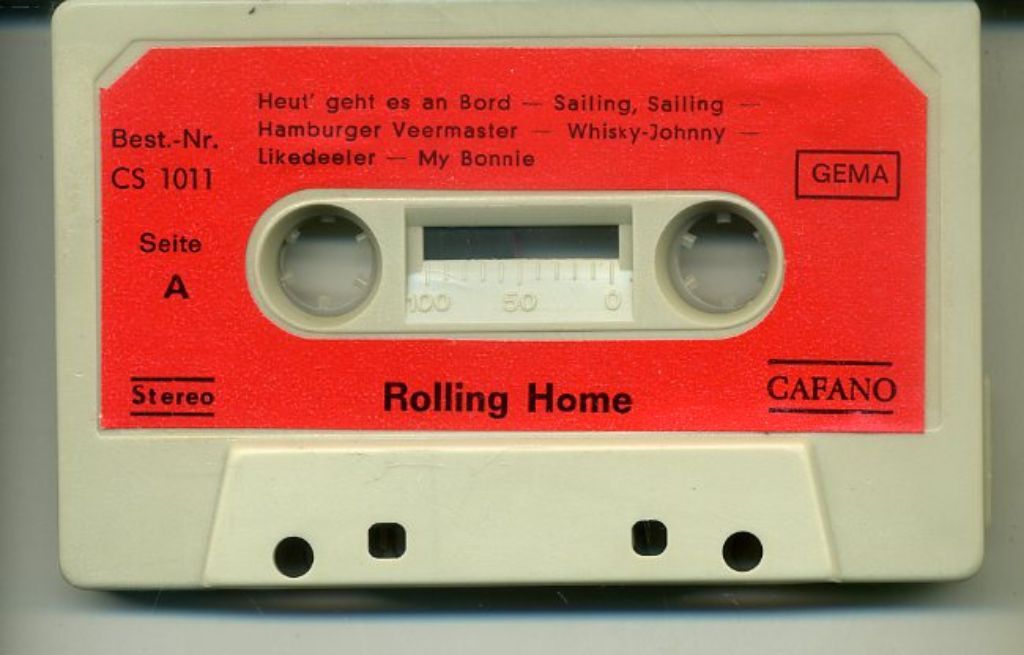 Heut' geht es an Bord — Sailing, Sailing —
Hamburger Veermaster — Whisky-Johnny —
Likedeeler — My Bonnie
Best.-Nr.
CS 1011
GEMA
Seite
A
100 50 0
Stereo
Rolling Home
CAFANO